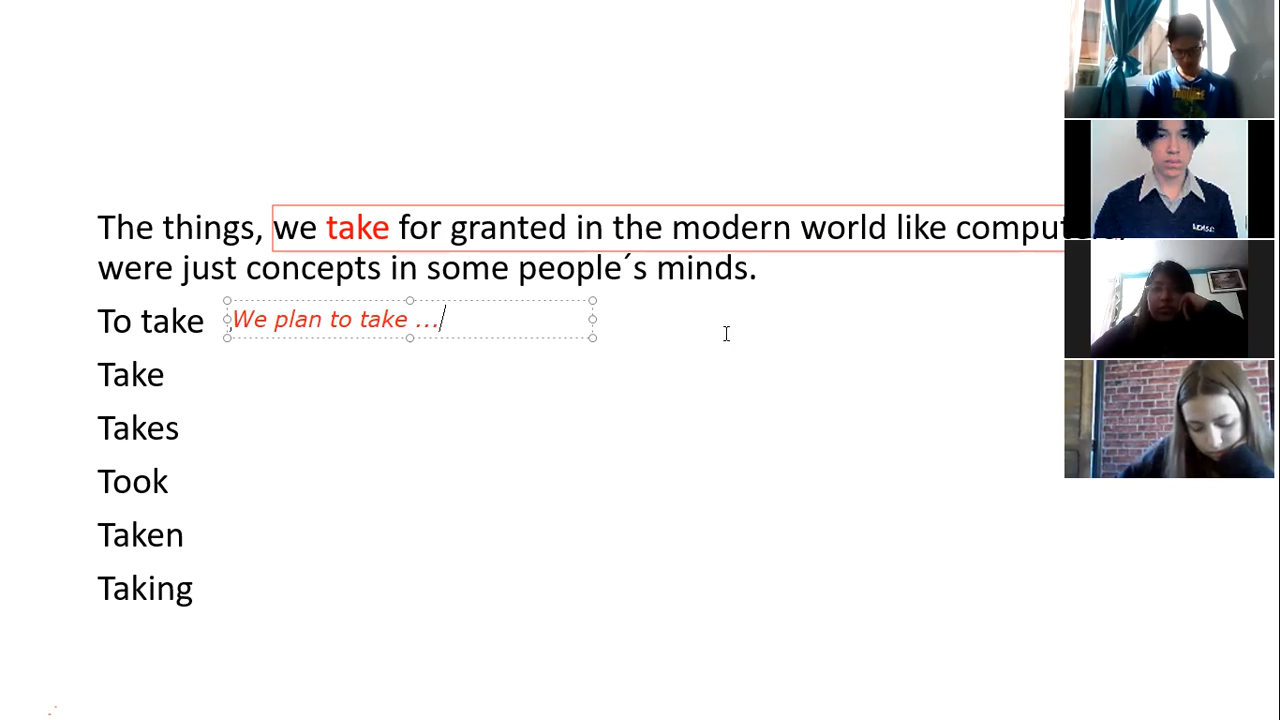 The things, we take for granted in the modern world like
were just concepts in some people´s minds.
To take We plan to take ...
Take
Takes
Took
Taken
Taking